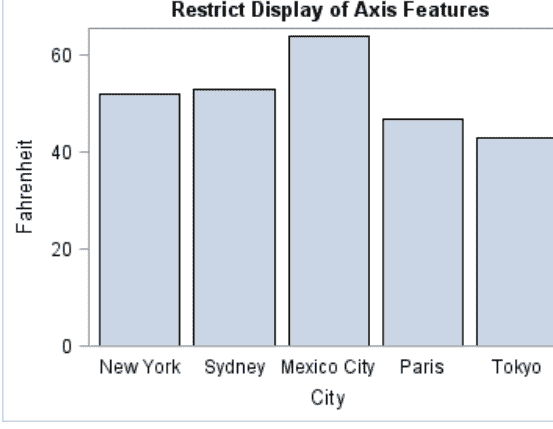 Restrict Display of Axis Features
60
40
20
0
Fahrenheit
New York Sydney Mexico City Paris Tokyo
City